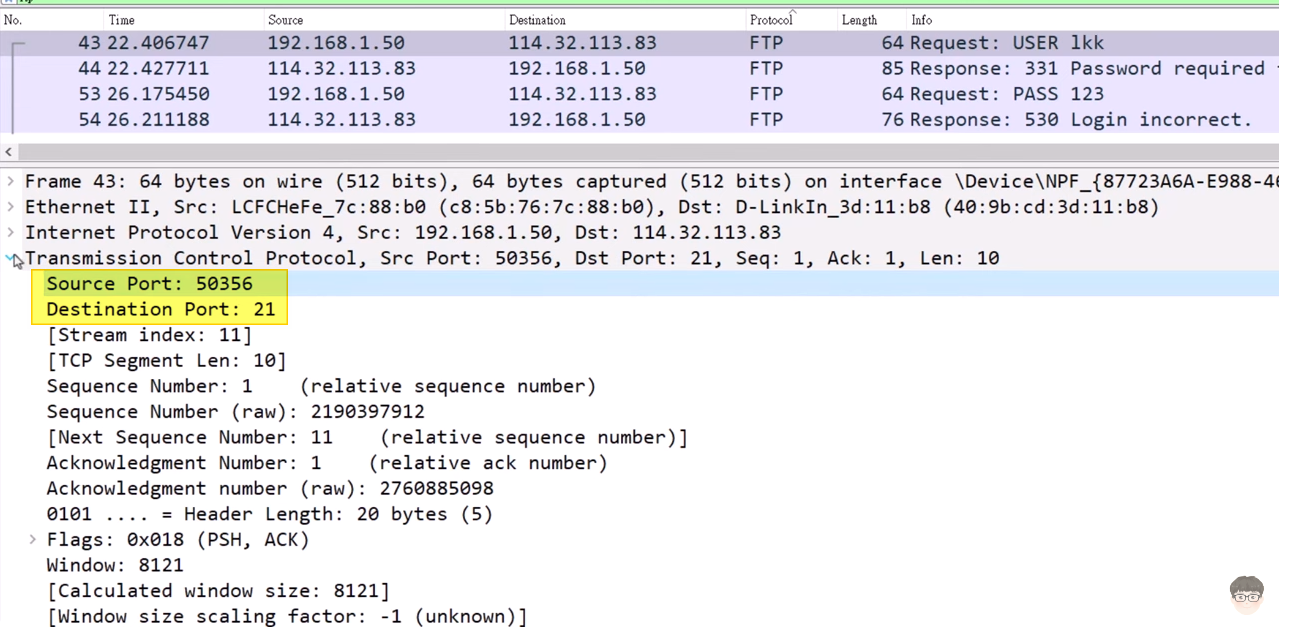 No. Time Source Destination Protocol Length Info
43 22.406747 192.168.1.50 114.32.113.83 FTP 64 Request: USER lkk
44 22.427711 114.32.113.83 192.168.1.50 FTP 85 Response: 331 Password required
53 26.175450 192.168.1.50 114.32.113.83 FTP 64 Request: PASS 123
54 26.211188 114.32.113.83 192.168.1.50 FTP 76 Response: 530 Login incorrect.
Frame 43: 64 bytes on wire (512 bits), 64 bytes captured (512 bits) on interface \Device\NPF_{87723A6A-E988-46
Ethernet II, Src: LCFCHeFe_7c:88:b0 (c8:5b:76:7c:88:b0), Dst: D-LinkIn_3d:11:b8 (40:9b:cd:3d:11:b8)
Internet Protocol Version 4, Src: 192.168.1.50, Dst: 114.32.113.83
Transmission Control Protocol, Src Port: 50356, Dst Port: 21, Seq: 1, Ack: 1, Len: 10
Source Port: 50356
Destination Port: 21
[Stream index: 11]
[TCP Segment Len: 10]
Sequence Number: 1 (relative sequence number)
Sequence Number (raw): 2190397912
[Next Sequence Number: 11 (relative sequence number)]
Acknowledgment Number: 1 (relative ack number)
Acknowledgment number (raw): 2760885098
0101 .... = Header Length: 20 bytes (5)
Flags: 0x018 (PSH, ACK)
Window: 8121
[Calculated window size: 8121]
[Window size scaling factor: -1 (unknown)]